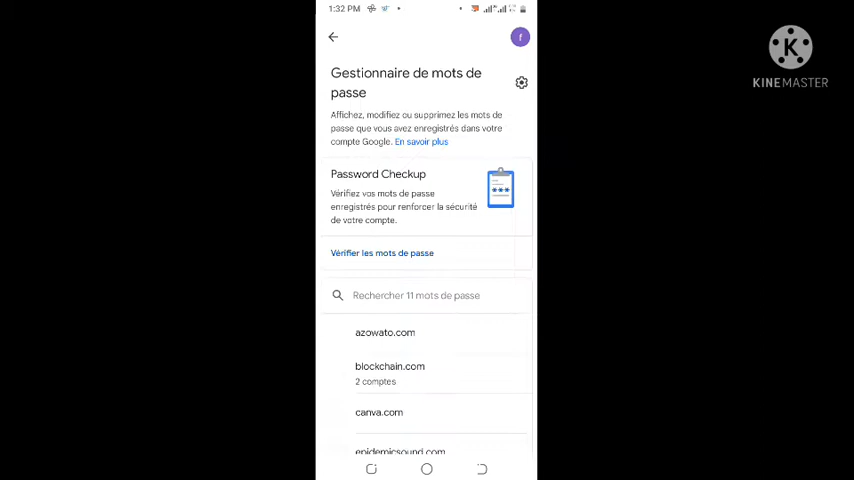 1:32 PM
f
Gestionnaire de mots de
passe
Affichez, modifiez ou supprimez les mots de
passe que vous avez enregistrés dans votre
compte Google. En savoir plus
Password Checkup
Vérifiez vos mots de passe
enregistrés pour renforcer la sécurité
de votre compte.
Vérifier les mots de passe
Rechercher 11 mots de passe
azowato.com
blockchain.com
2 comptes
canva.com
epidemicsound.com
K
KINEMASTER